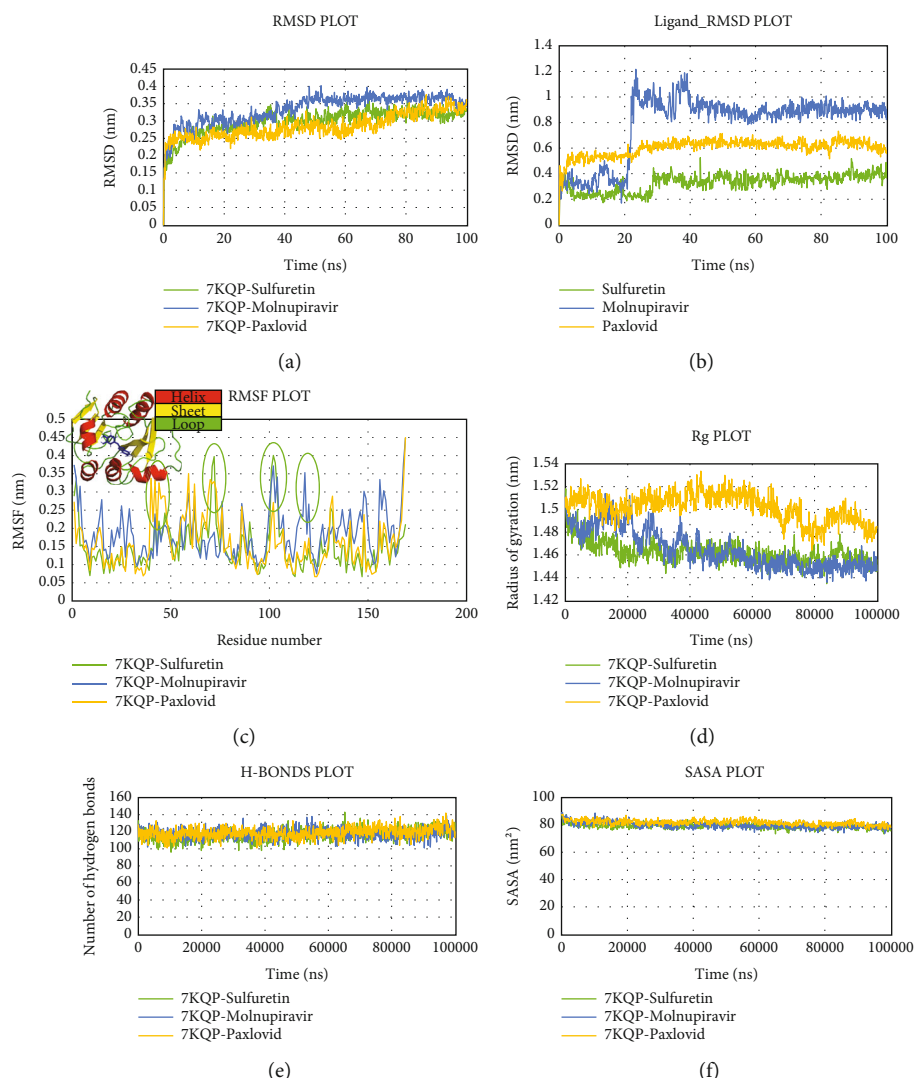 RMSD PLOT
RMSD (nm)
0.45
0.4
0.35
0.3
0.25
0.2
0.15
0.1
0.05
0
0 20 40 60 80 100
Time (ns)
7KQP-Sulfuretin
7KQP-Molnupiravir
7KQP-Paxlovid
(a)
Ligand_RMSD PLOT
RMSD (nm)
1.4
1.2
1
0.8
0.6
0.4
0.2
0
0 20 40 60 80 100
Time (ns)
Sulfuretin
Molnupiravir
Paxlovid
(b)
RMSF PLOT
Helix
Sheet
Loop
RMSF (nm)
0.5
0.45
0.4
0.35
0.3
0.25
0.2
0.15
0.1
0.05
0
0 50 100 150 200
Residue number
7KQP-Sulfuretin
7KQP-Molnupiravir
7KQP-Paxlovid
(c)
Rg PLOT
Radius of gyration (nm)
1.54
1.52
1.5
1.48
1.46
1.44
1.42
0 20000 40000 60000 80000 100000
Time (ns)
7KQP-Sulfuretin
7KQP-Molnupiravir
7KQP-Paxlovid
(d)
H-BONDS PLOT
Number of hydrogen bonds
160
140
120
100
80
60
40
20
0
0 20000 40000 60000 80000 100000
Time (ns)
7KQP-Sulfuretin
7KQP-Molnupiravir
7KQP-Paxlovid
(e)
SASA PLOT
SASA (nm²)
100
80
60
40
20
0
0 20000 40000 60000 80000 100000
Time (ns)
7KQP-Sulfuretin
7KQP-Molnupiravir
7KQP-Paxlovid
(f)